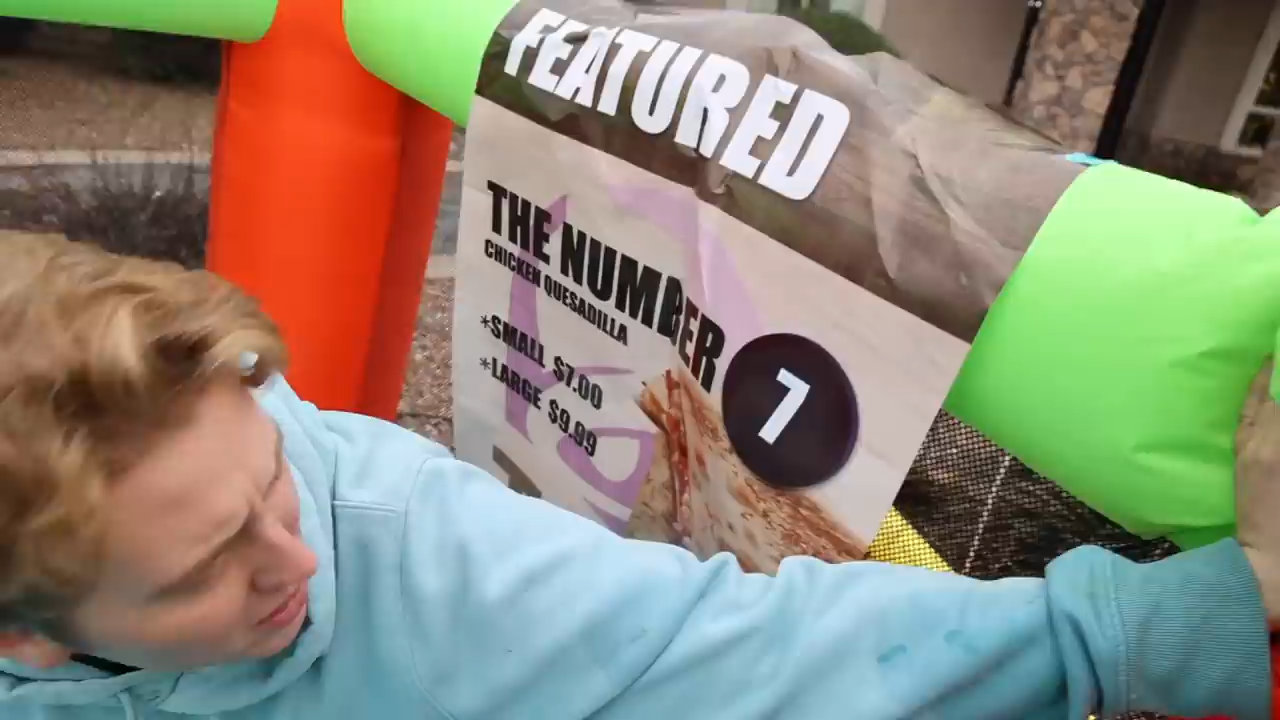 FEATURED
THE NUMBER
7
CHICKEN QUESADILLA
*SMALL $7.00
*LARGE $9.99